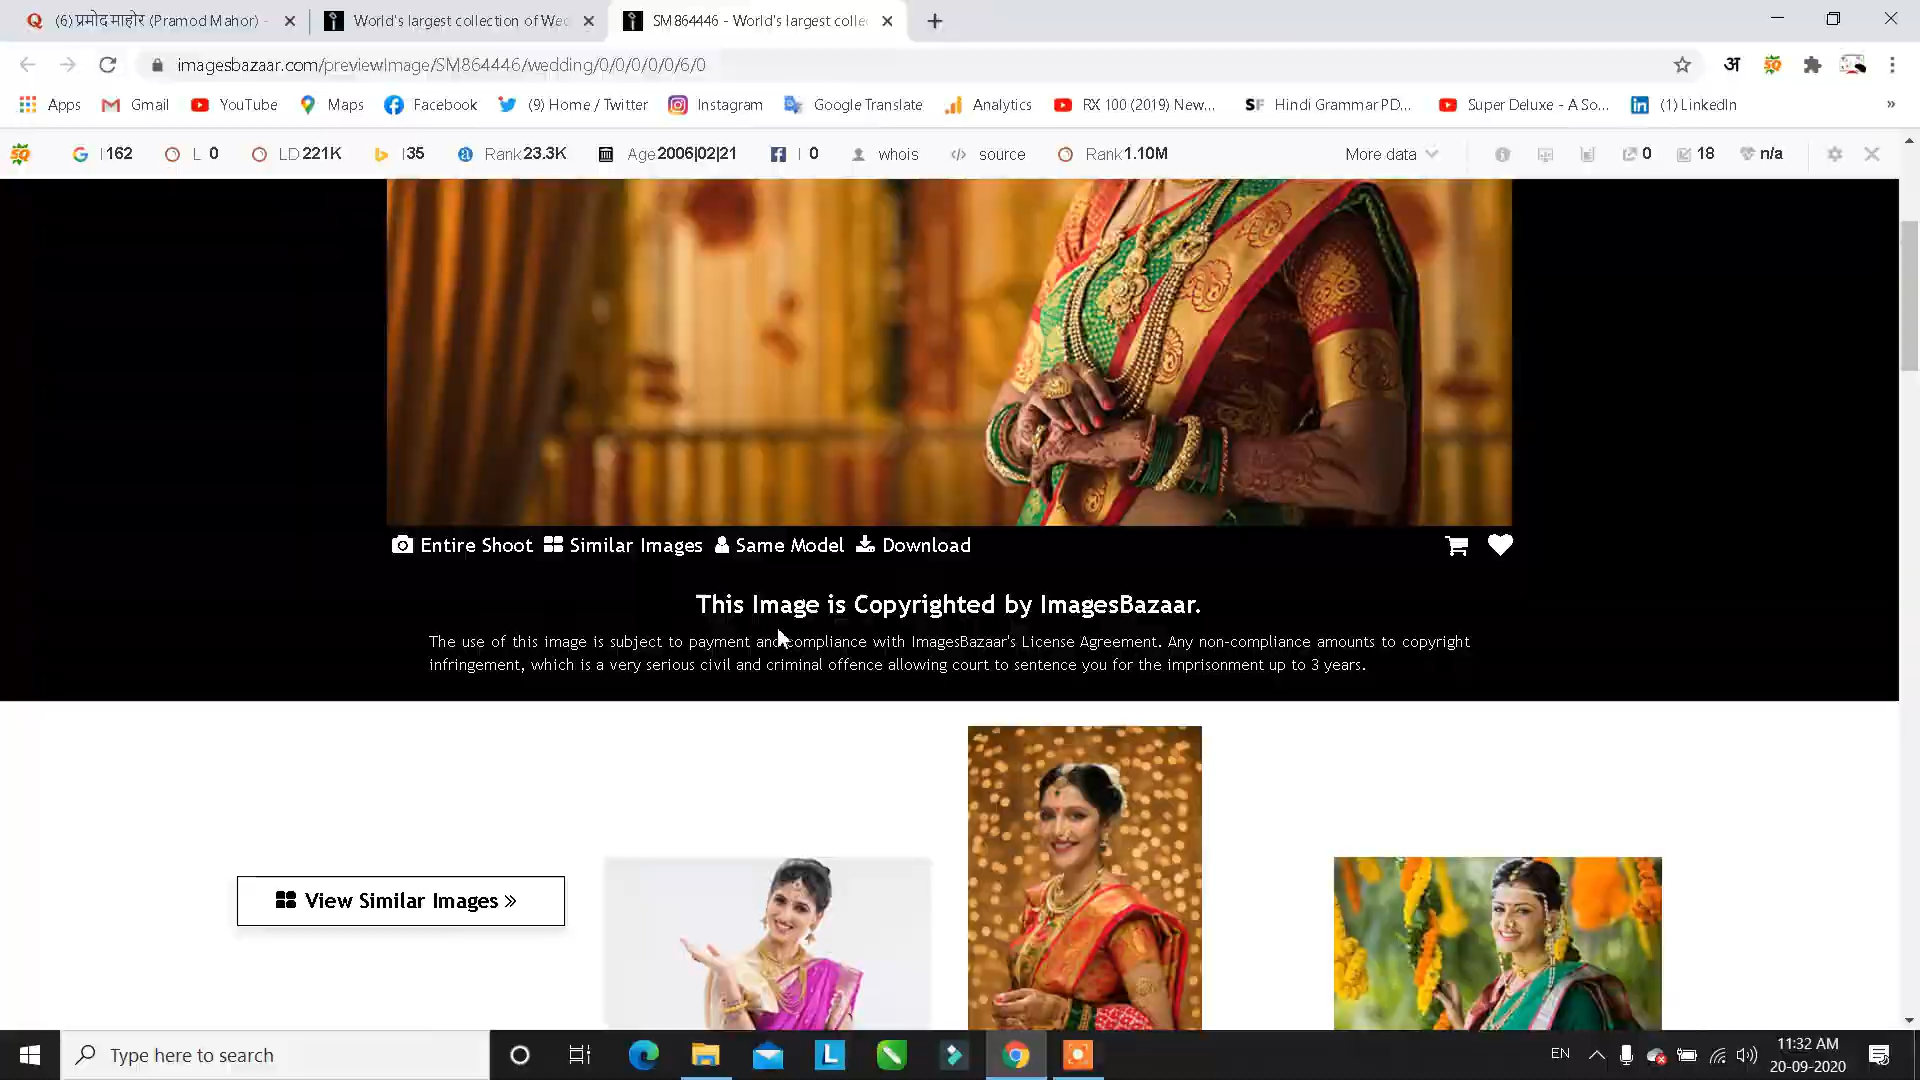 (6) प्रमोद माहोर (Pramod Mahor) -
World's largest collection of Wed
SM864446 - World's largest colle
imagesbazaar.com/previewImage/SM864446/wedding/0/0/0/0/0/6/0
अ
Apps Gmail YouTube Maps Facebook (9) Home / Twitter Instagram Google Translate Analytics RX 100 (2019) New... SF Hindi Grammar PD... Super Deluxe - A So... (1) LinkedIn »
SQ I 162 L 0 LD 221K I 35 Rank 23.3K Age 2006|02|21 I 0 whois source Rank 1.10M More data 0 18 n/a
Entire Shoot Similar Images Same Model Download
This Image is Copyrighted by ImagesBazaar.
The use of this image is subject to payment and compliance with ImagesBazaar's License Agreement. Any non-compliance amounts to copyright
infringement, which is a very serious civil and criminal offence allowing court to sentence you for the imprisonment up to 3 years.
View Similar Images »
Type here to search
EN
11:32 AM
20-09-2020